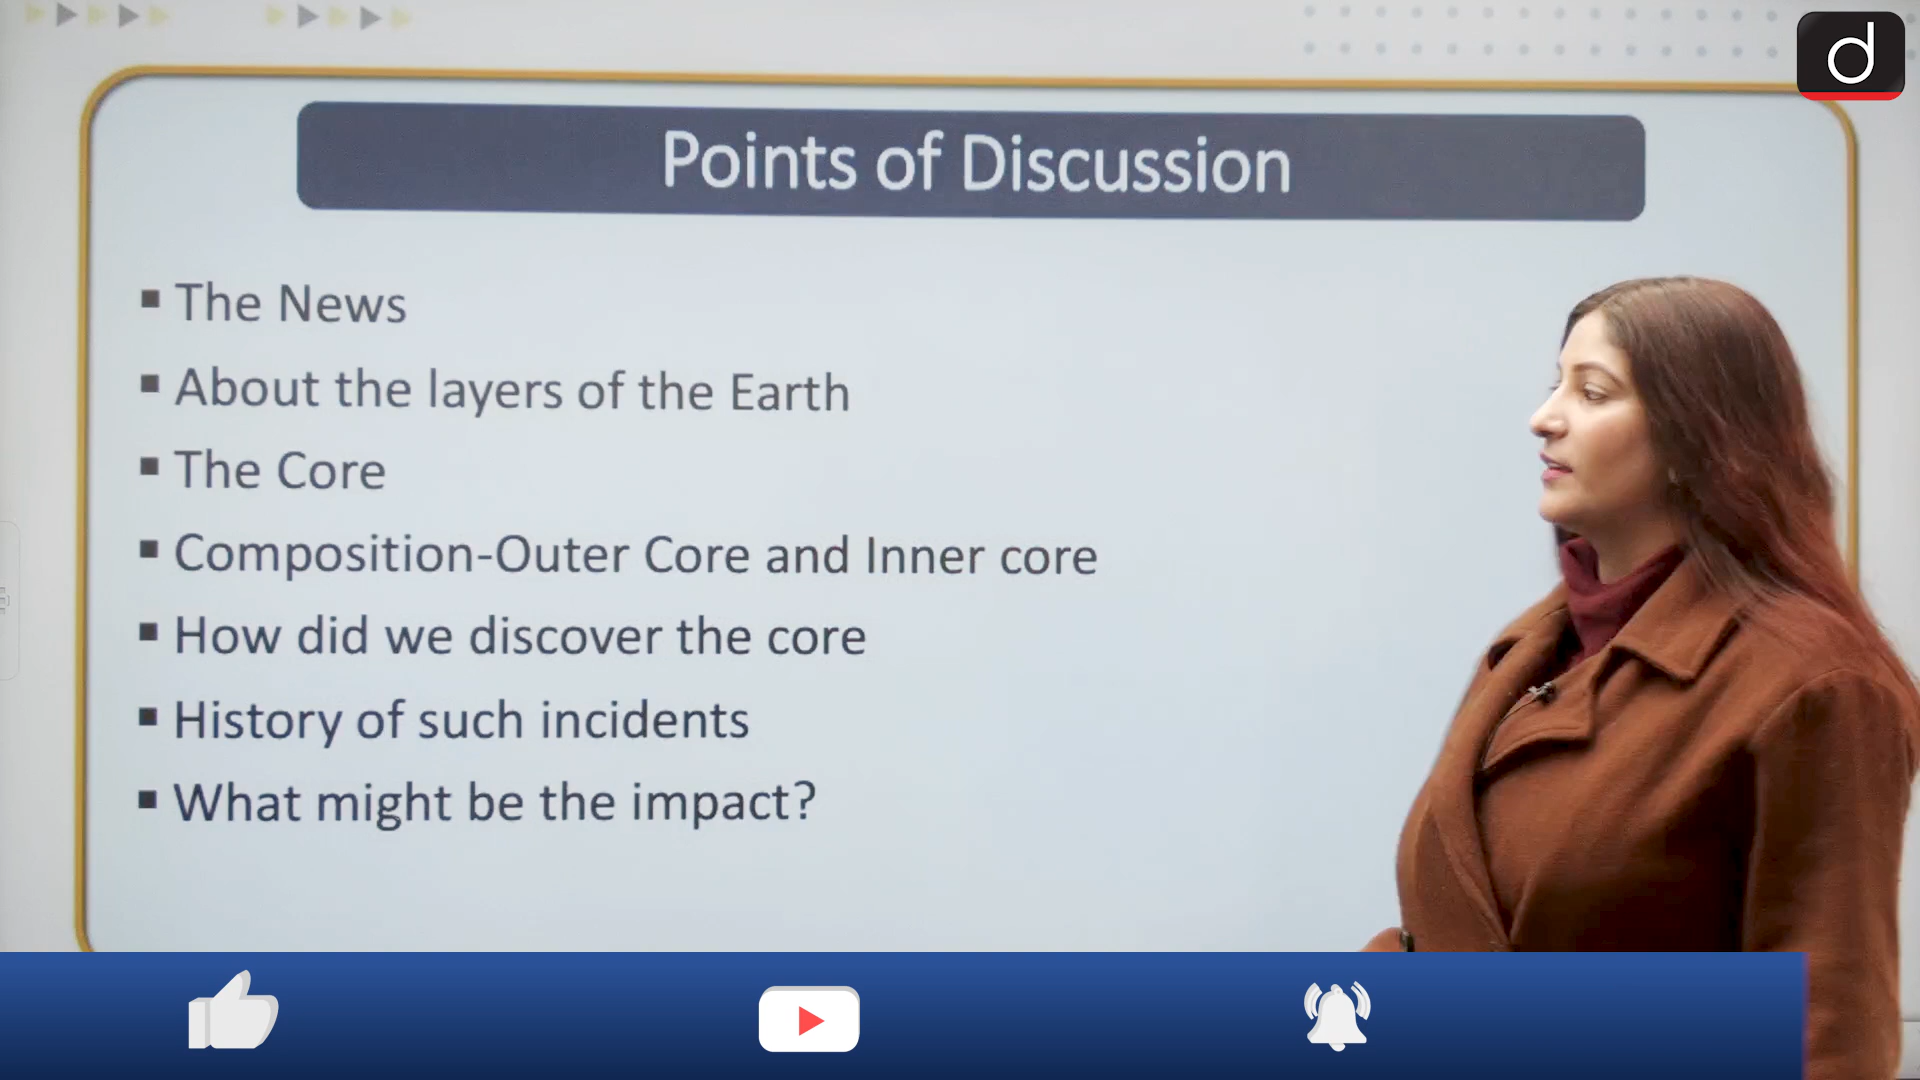 d
Points of Discussion
▪ The News
▪ About the layers of the Earth
▪ The Core
▪ Composition-Outer Core and Inner core
▪ How did we discover the core
▪ History of such incidents
▪ What might be the impact?